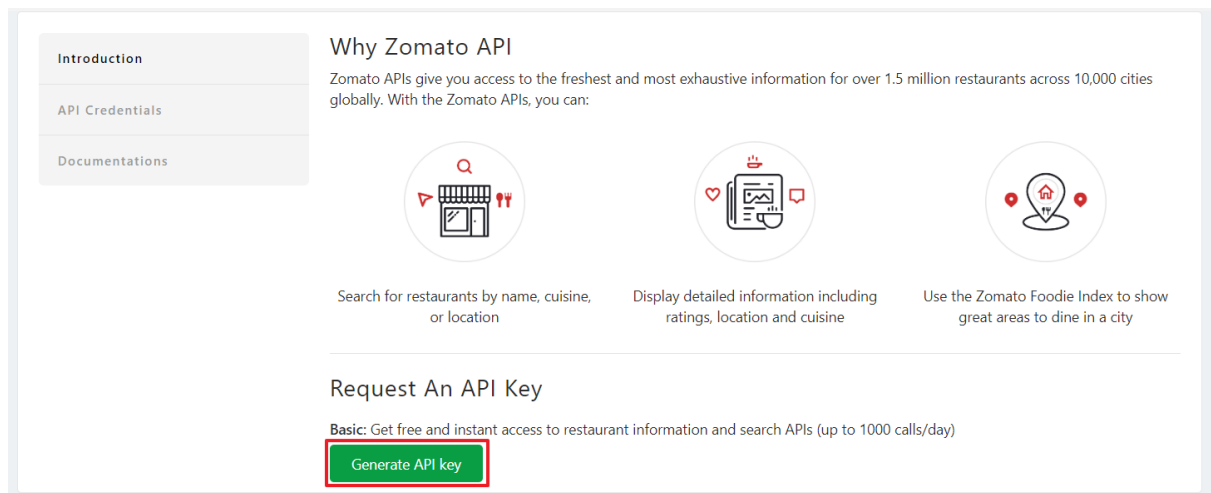 Introduction
API Credentials
Documentations
Why Zomato API
Zomato APIs give you access to the freshest and most exhaustive information for over 1.5 million restaurants across 10,000 cities
globally. With the Zomato APIs, you can:
Search for restaurants by name, cuisine,
or location
Display detailed information including
ratings, location and cuisine
Use the Zomato Foodie Index to show
great areas to dine in a city
Request An API Key
Basic: Get free and instant access to restaurant information and search APIs (up to 1000 calls/day)
Generate API key